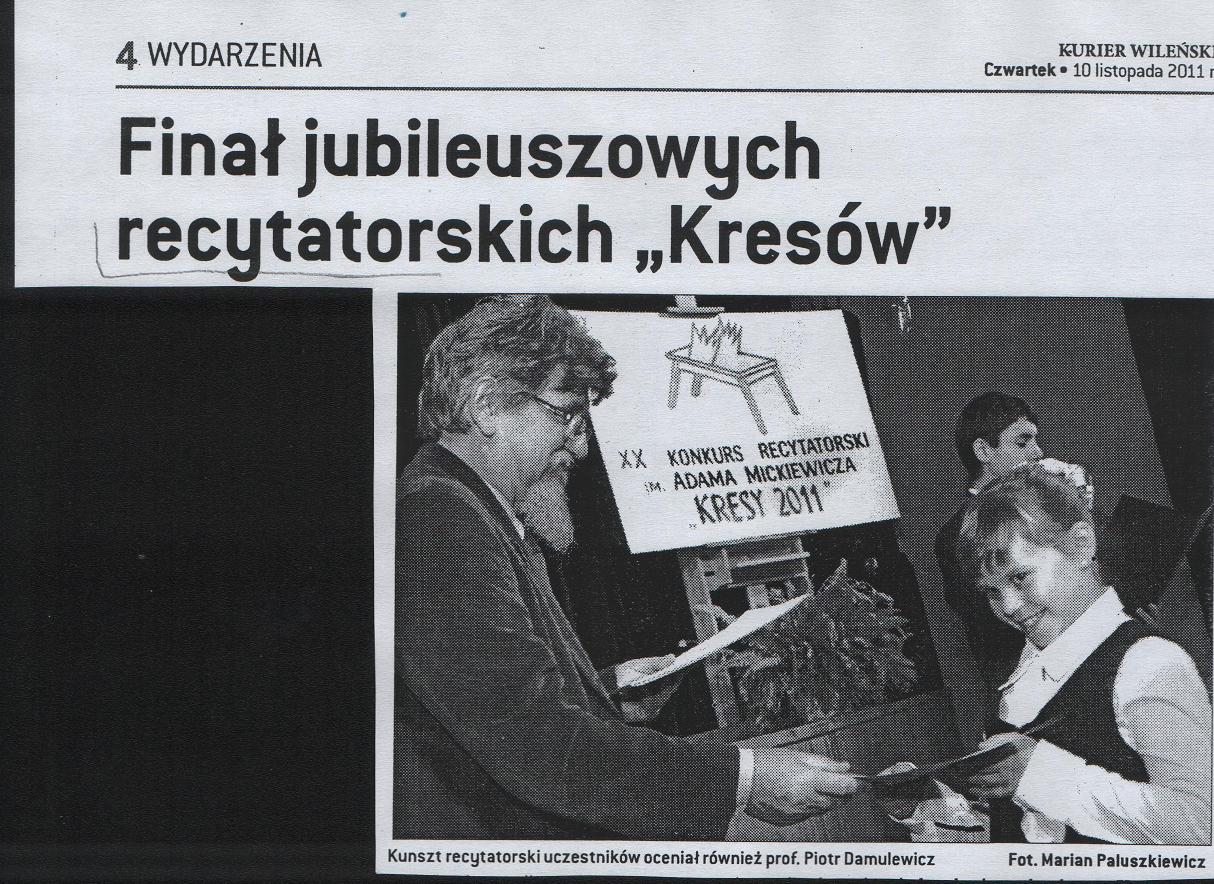 4 WYDARZENIA
KURIER WILEŃSKI
Czwartek • 10 listopada 2011 r
Finał jubileuszowych
recytatorskich „Kresów”
XX KONKURS RECYTATORSKI
IM. ADAMA MICKIEWICZA
„KRESY 2011”
Kunszt recytatorski uczestników oceniał również prof. Piotr Damulewicz
Fot. Marian Paluszkiewicz